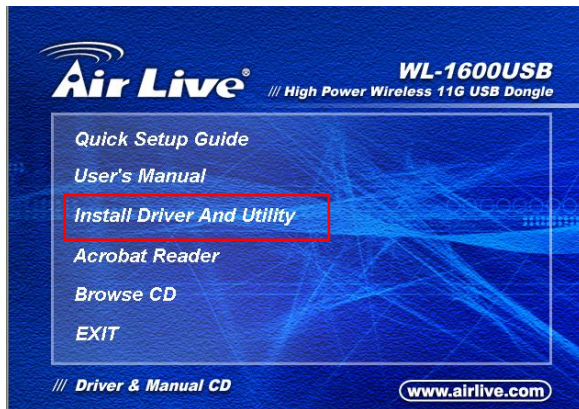 Air Live®
WL-1600USB
/// High Power Wireless 11G USB Dongle
Quick Setup Guide
User's Manual
Install Driver And Utility
Acrobat Reader
Browse CD
EXIT
/// Driver & Manual CD
www.airlive.com